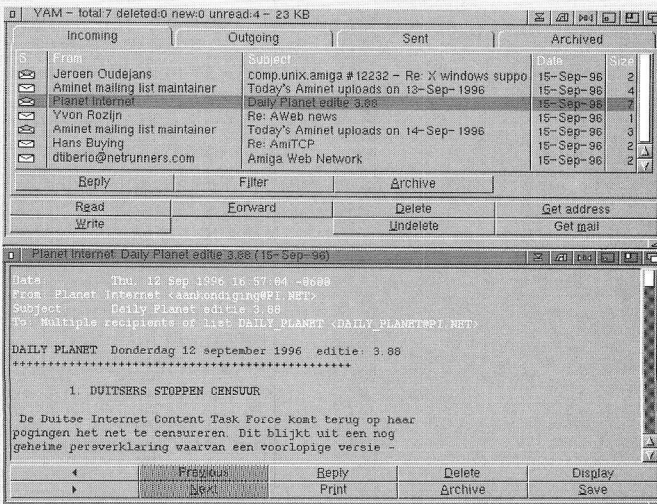 YAM - total:7 deleted:0 new:0 unread:4 - 23 KB
Incoming Outgoing Sent Archived
S From Subject Date Size
Jeroen Oudejans comp.unix.amiga #12232 - Re: X windows suppo 15-Sep-96 2
Aminet mailing list maintainer Today's Aminet uploads on 13-Sep-1996 15-Sep-96 4
Planet Internet Daily Planet editie 3.88 15-Sep-96 7
Yvon Rozijn Re: AWeb news 15-Sep-96 1
Aminet mailing list maintainer Today's Aminet uploads on 14-Sep-1996 15-Sep-96 3
Hans Buying Re: AmiTCP 15-Sep-96 2
dtiberio@netrunners.com Amiga Web Network 15-Sep-96 2
Reply Filter Archive
Read Forward Delete Get address
Write Undelete Get mail
Planet Internet: Daily Planet editie 3.88 (15-Sep-96)
Date Thu, 12 Sep 1996 16:57:04 -0600
From: Planet Internet <aankondiging@PI.NET>
Subject Daily Planet editie 3.88
To: Multiple recipients of list DAILY_PLANET <DAILY_PLANET@PI.NET>
DAILY PLANET Donderdag 12 september 1996 editie: 3.88
++++++++++++++++++++++++++++++++++++++++++++++++++
1. DUITSERS STOPPEN CENSUUR
De Duitse Internet Content Task Force komt terug op haar
pogingen het net te censureren. Dit blijkt uit een nog
geheime persverklaring waarvan een voorlopige versie -
Previous Reply Delete Display
Next Print Archive Save